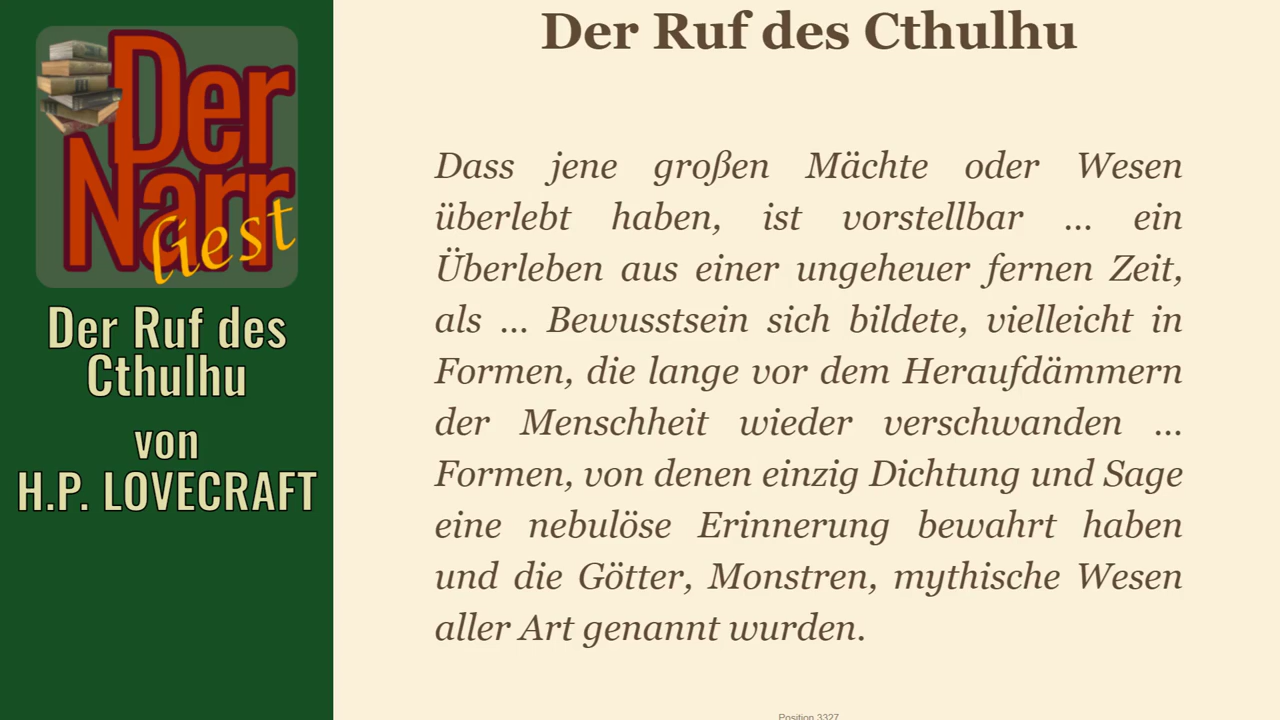 Der
Narr
liest
Der Ruf des
Cthulhu
von
H.P. LOVECRAFT
Der Ruf des Cthulhu
Dass jene großen Mächte oder Wesen
überlebt haben, ist vorstellbar ... ein
Überleben aus einer ungeheuer fernen Zeit,
als ... Bewusstsein sich bildete, vielleicht in
Formen, die lange vor dem Heraufdämmern
der Menschheit wieder verschwanden ...
Formen, von denen einzig Dichtung und Sage
eine nebulöse Erinnerung bewahrt haben
und die Götter, Monstren, mythische Wesen
aller Art genannt wurden.
Position 3327